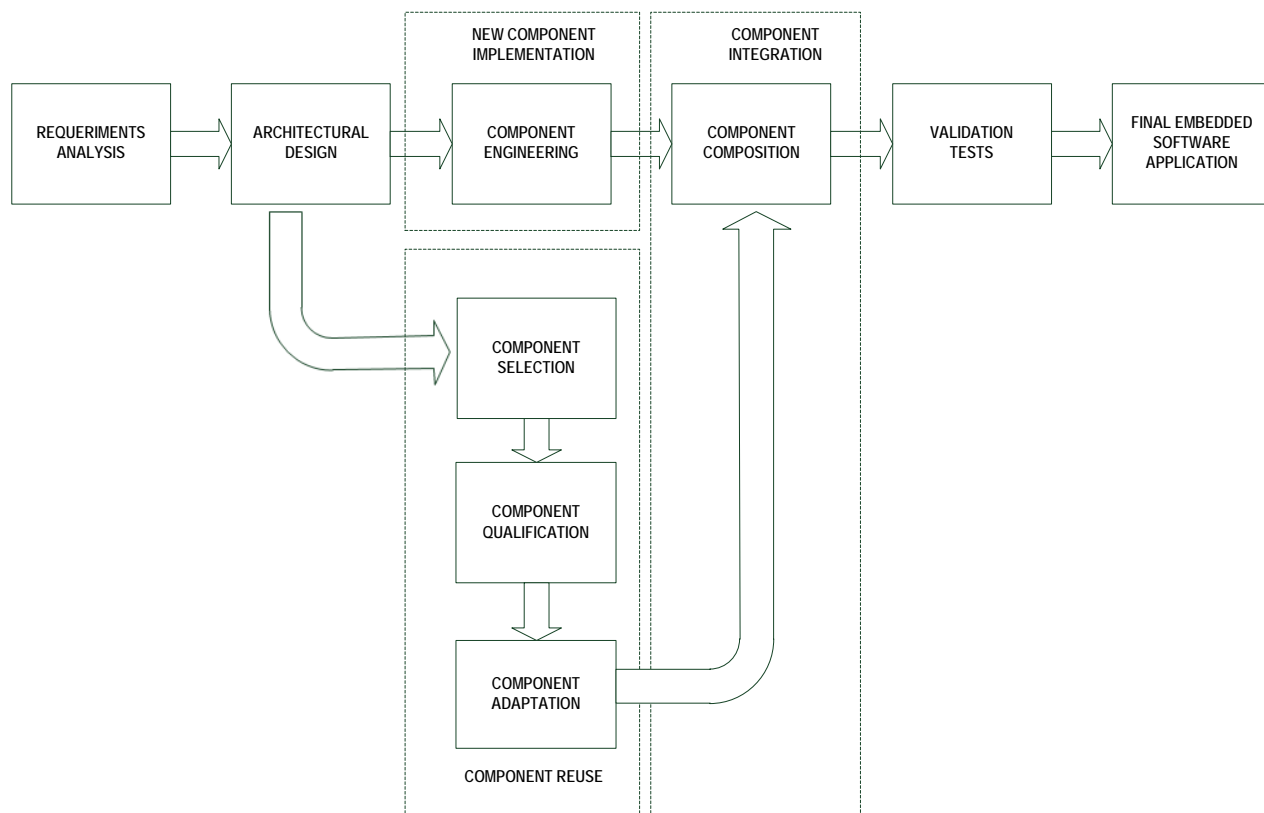 NEW COMPONENT
IMPLEMENTATION
COMPONENT
INTEGRATION
REQUERIMENTS
ANALYSIS
ARCHITECTURAL
DESIGN
COMPONENT
ENGINEERING
COMPONENT
COMPOSITION
VALIDATION
TESTS
FINAL EMBEDDED
SOFTWARE
APPLICATION
COMPONENT
SELECTION
COMPONENT
QUALIFICATION
COMPONENT
ADAPTATION
COMPONENT REUSE